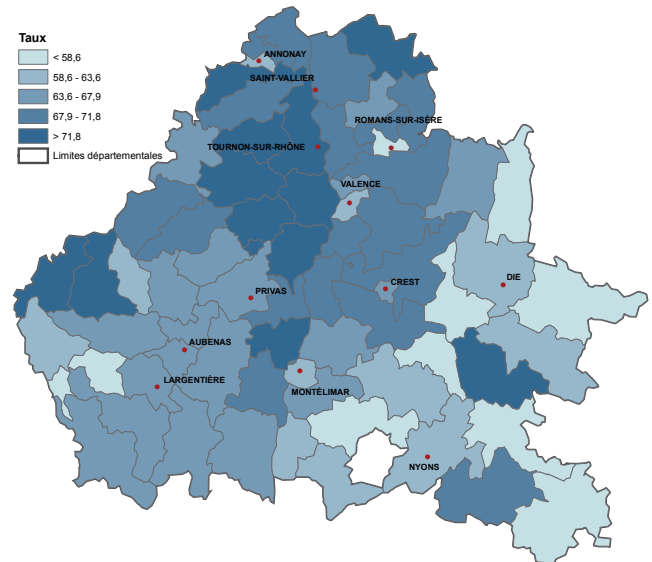 Taux
< 58,6
58,6 - 63,6
63,6 - 67,9
67,9 - 71,8
> 71,8
Limites départementales
ANNONAY
SAINT-VALLIER
ROMANS-SUR-ISÈRE
TOURNON-SUR-RHÔNE
VALENCE
DIE
CREST
PRIVAS
AUBENAS
LARGENTIÈRE
MONTÉLIMAR
NYONS